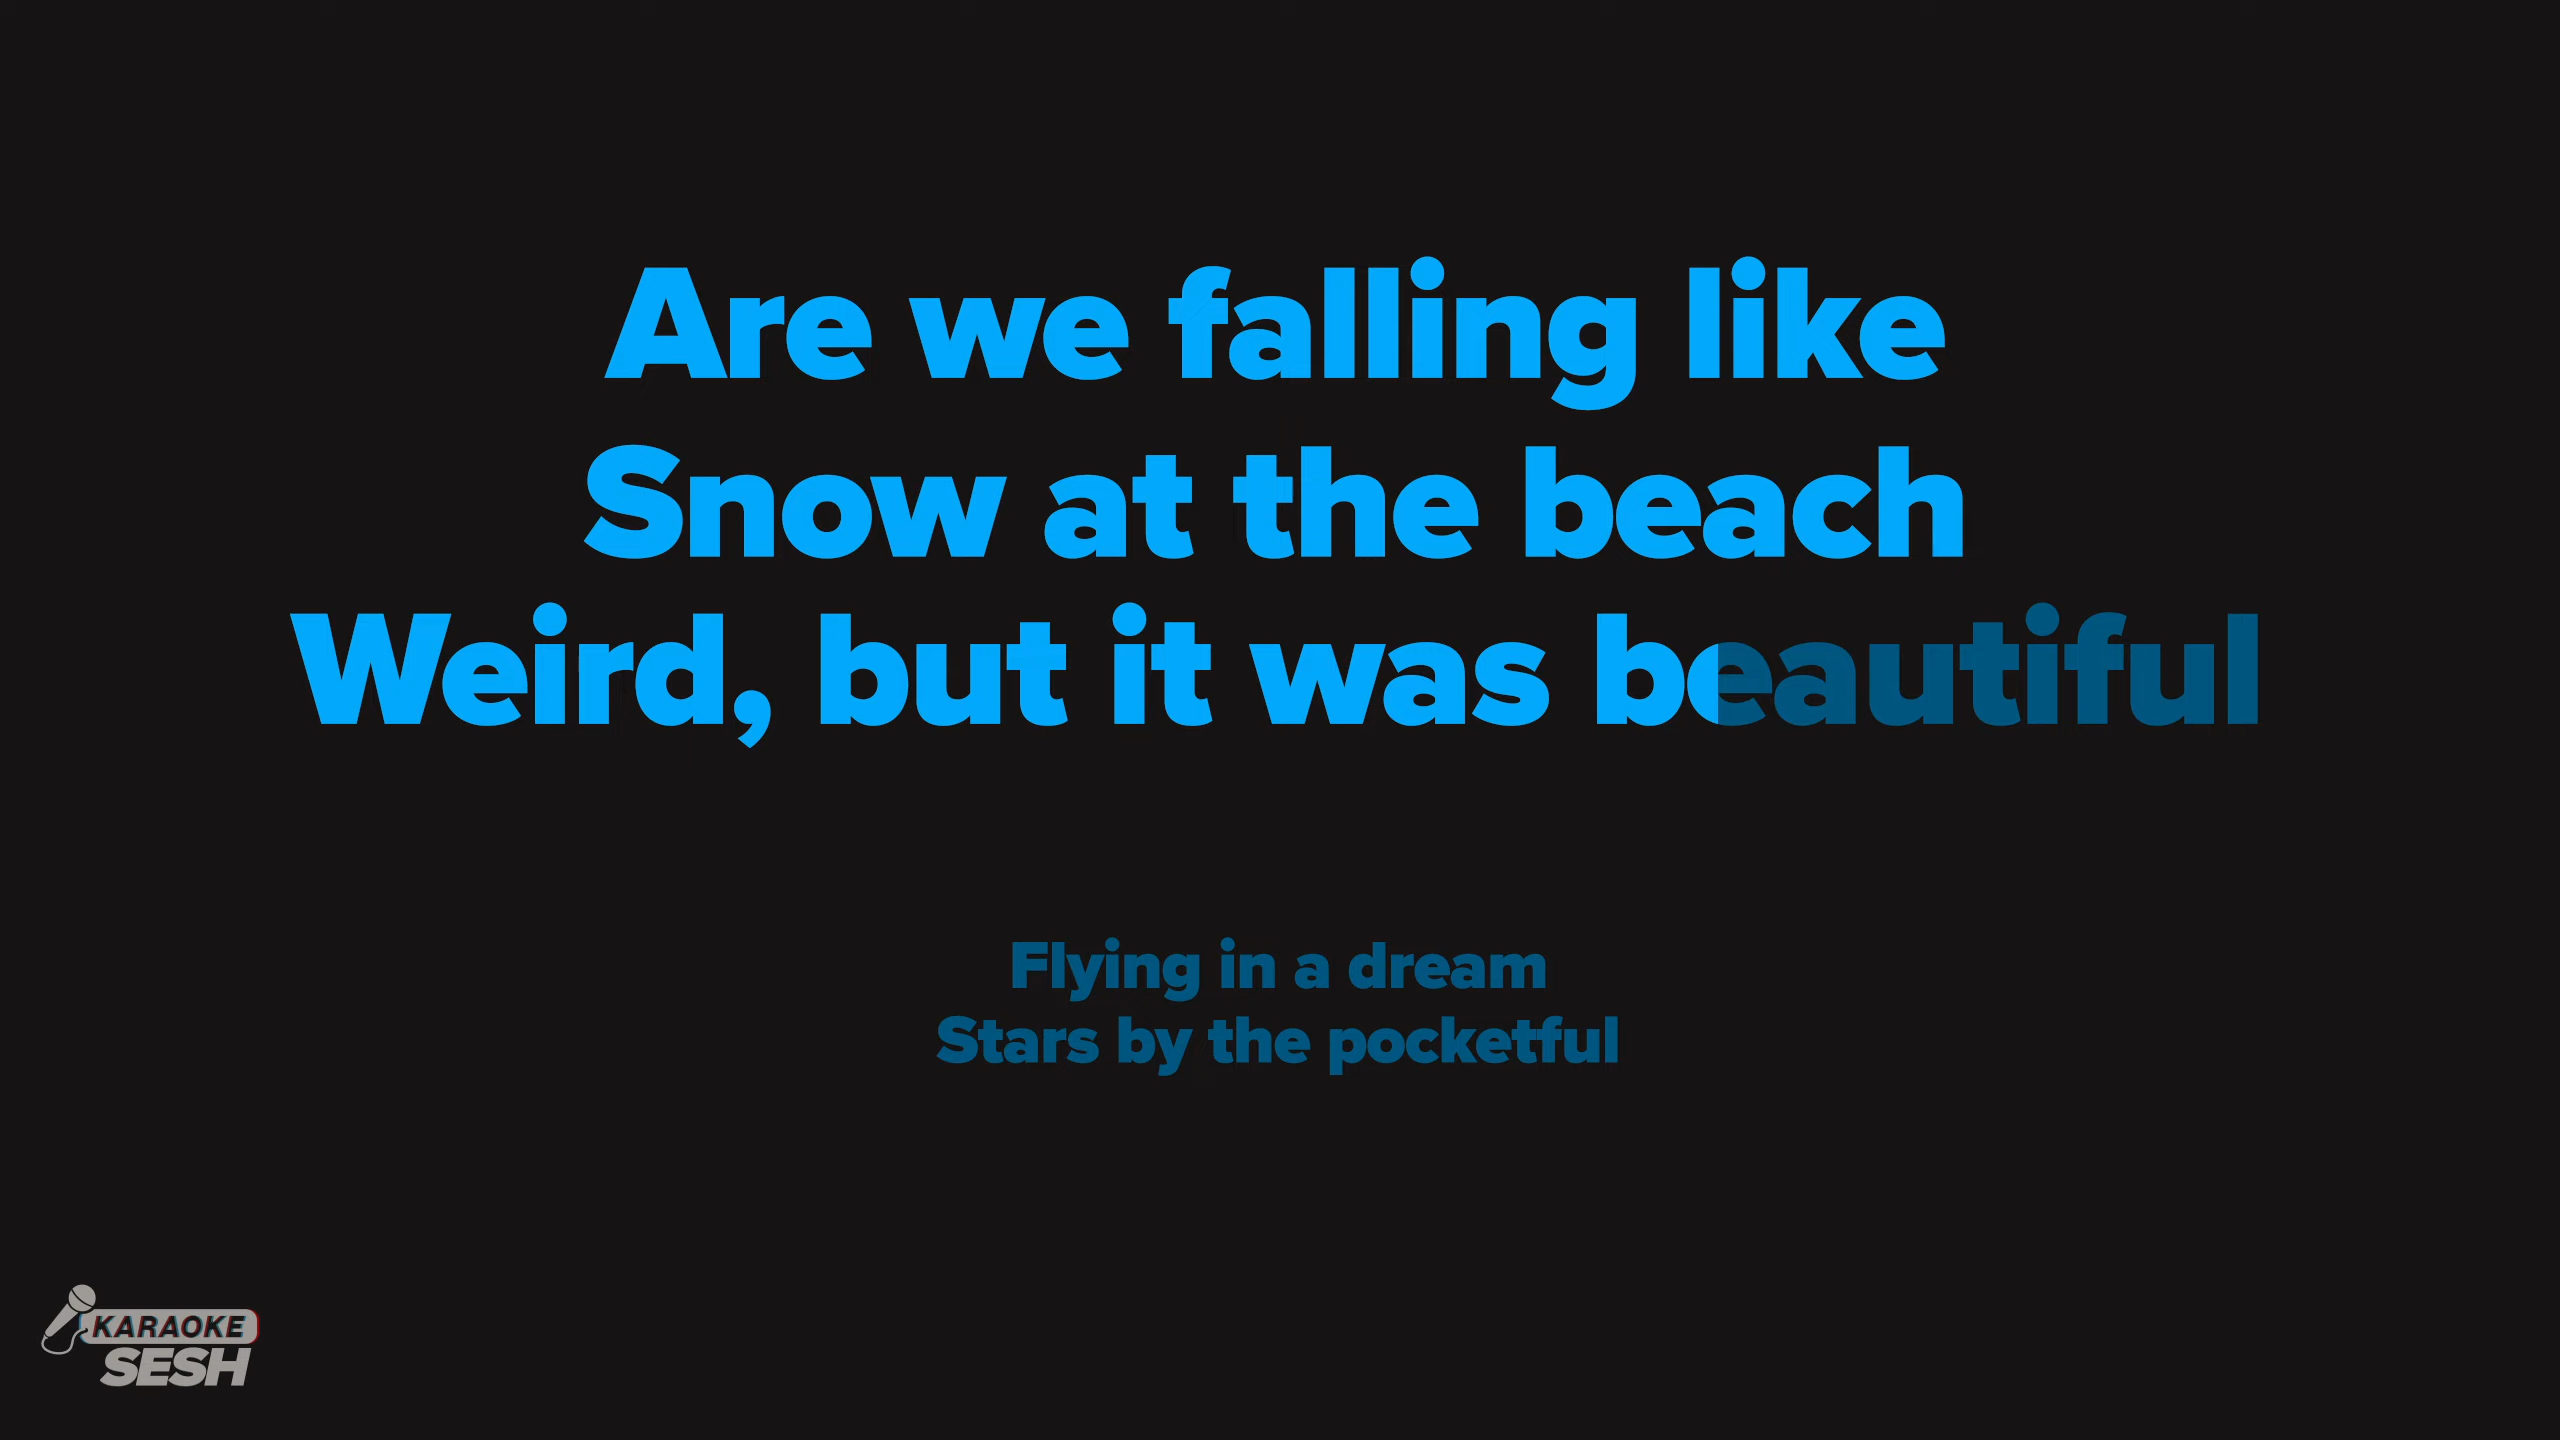 Are we falling like
Snow at the beach
Weird, but it was beautiful
Flying in a dream
Stars by the pocketful
KARAOKE
SESH